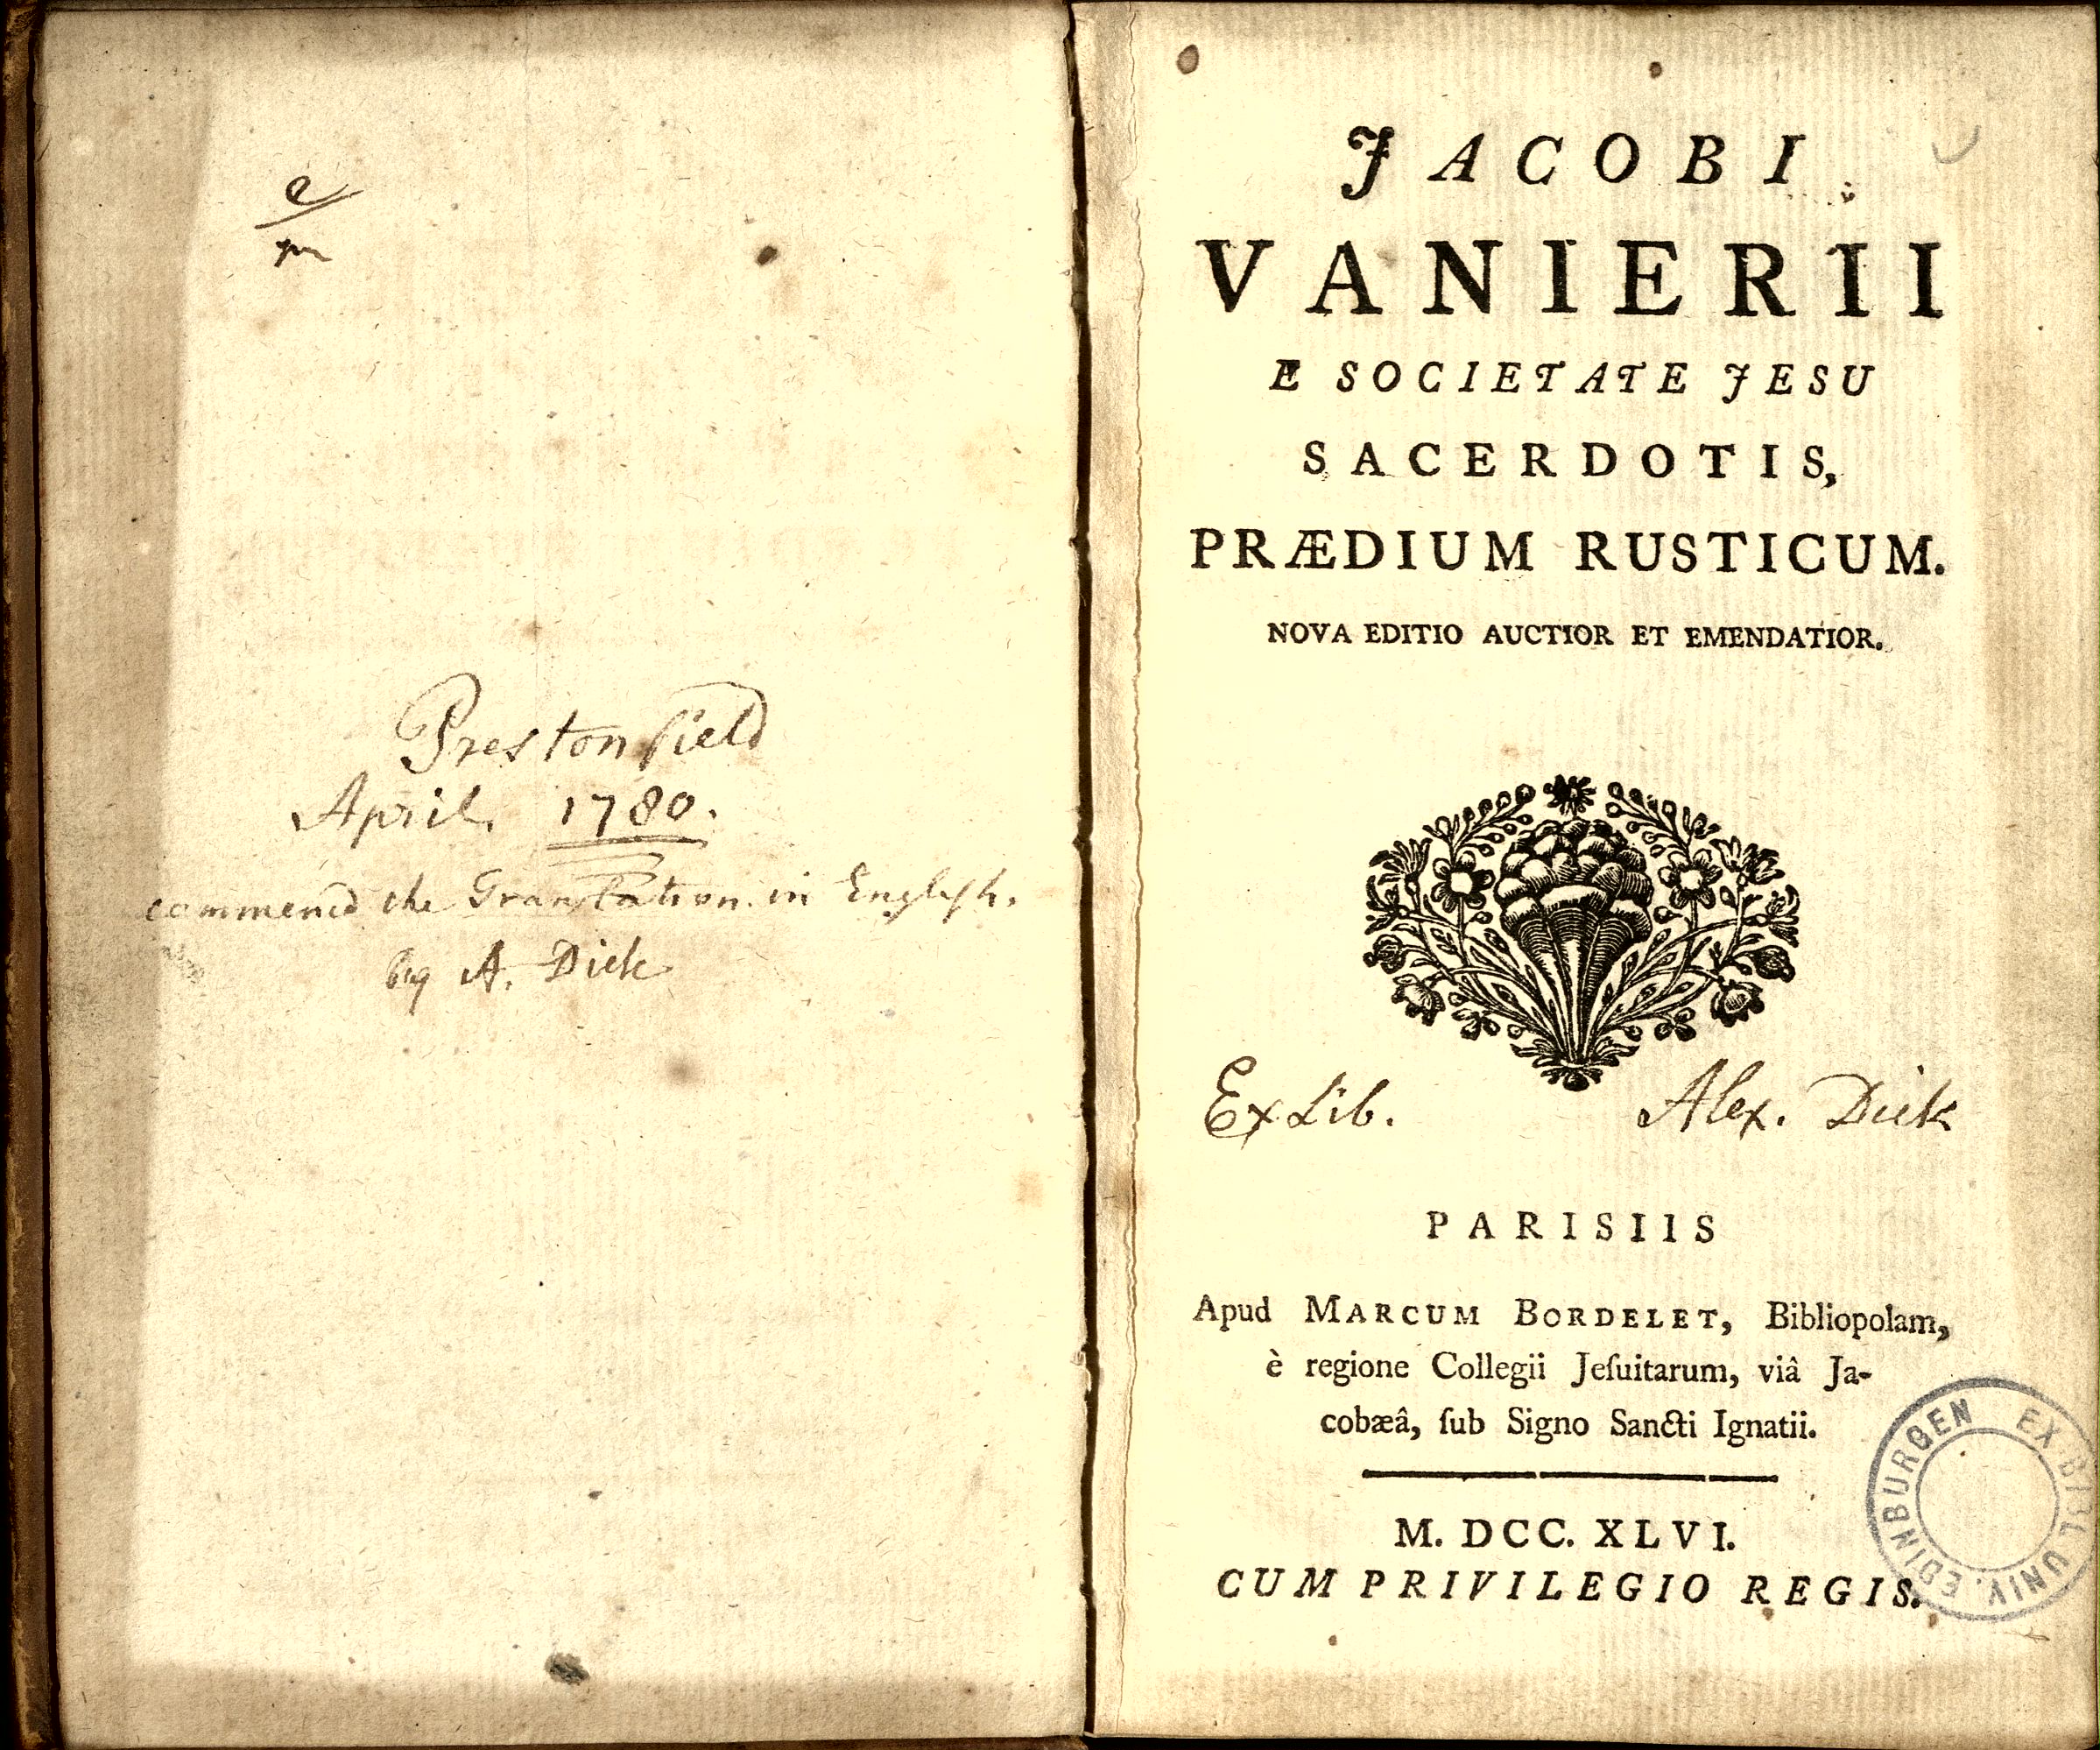 e
m
Prestonfield
April. 1780.
commencd the Translation in English.
by A. Dick
JACOBI
VANIERII
E SOCIETATE JESU
SACERDOTIS,
PRÆDIUM RUSTICUM.
NOVA EDITIO AUCTIOR ET EMENDATIOR.
Ex Lib. Alex. Dick
PARISIIS
Apud MARCUM BORDELET, Bibliopolam,
è regione Collegii Jeſuitarum, viâ Ja-
cobæâ, ſub Signo Sancti Ignatii.
M. DCC. XLVI.
CUM PRIVILEGIO REGIS.
EX BIBL UNIV. EDINBURGEN